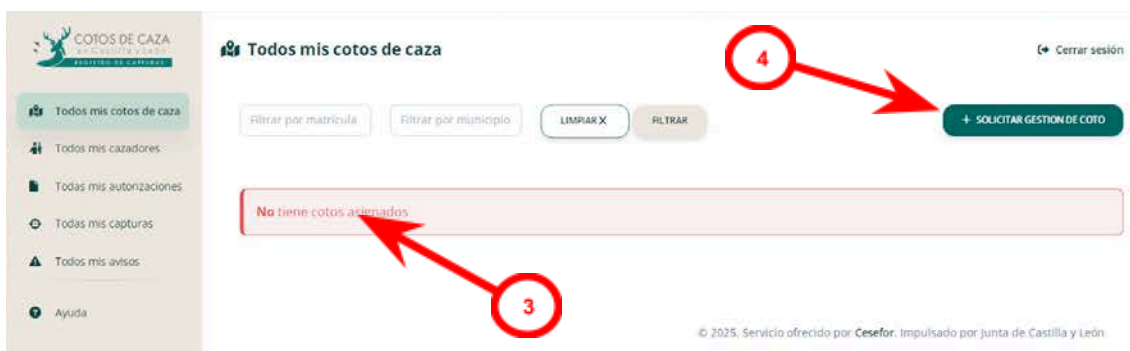 COTOS DE CAZA
en Castilla y León
REGISTRO DE CAPTURAS
Todos mis cotos de caza
Todos mis cazadores
Todas mis autorizaciones
Todas mis capturas
Todos mis avisos
Ayuda
Todos mis cotos de caza
4
Cerrar sesión
Filtrar por matrícula
Filtrar por municipio
LIMPIAR X
FILTRAR
+ SOLICITAR GESTION DE COTO
No tiene cotos asignados
3
© 2025. Servicio ofrecido por Cesefor. Impulsado por Junta de Castilla y León